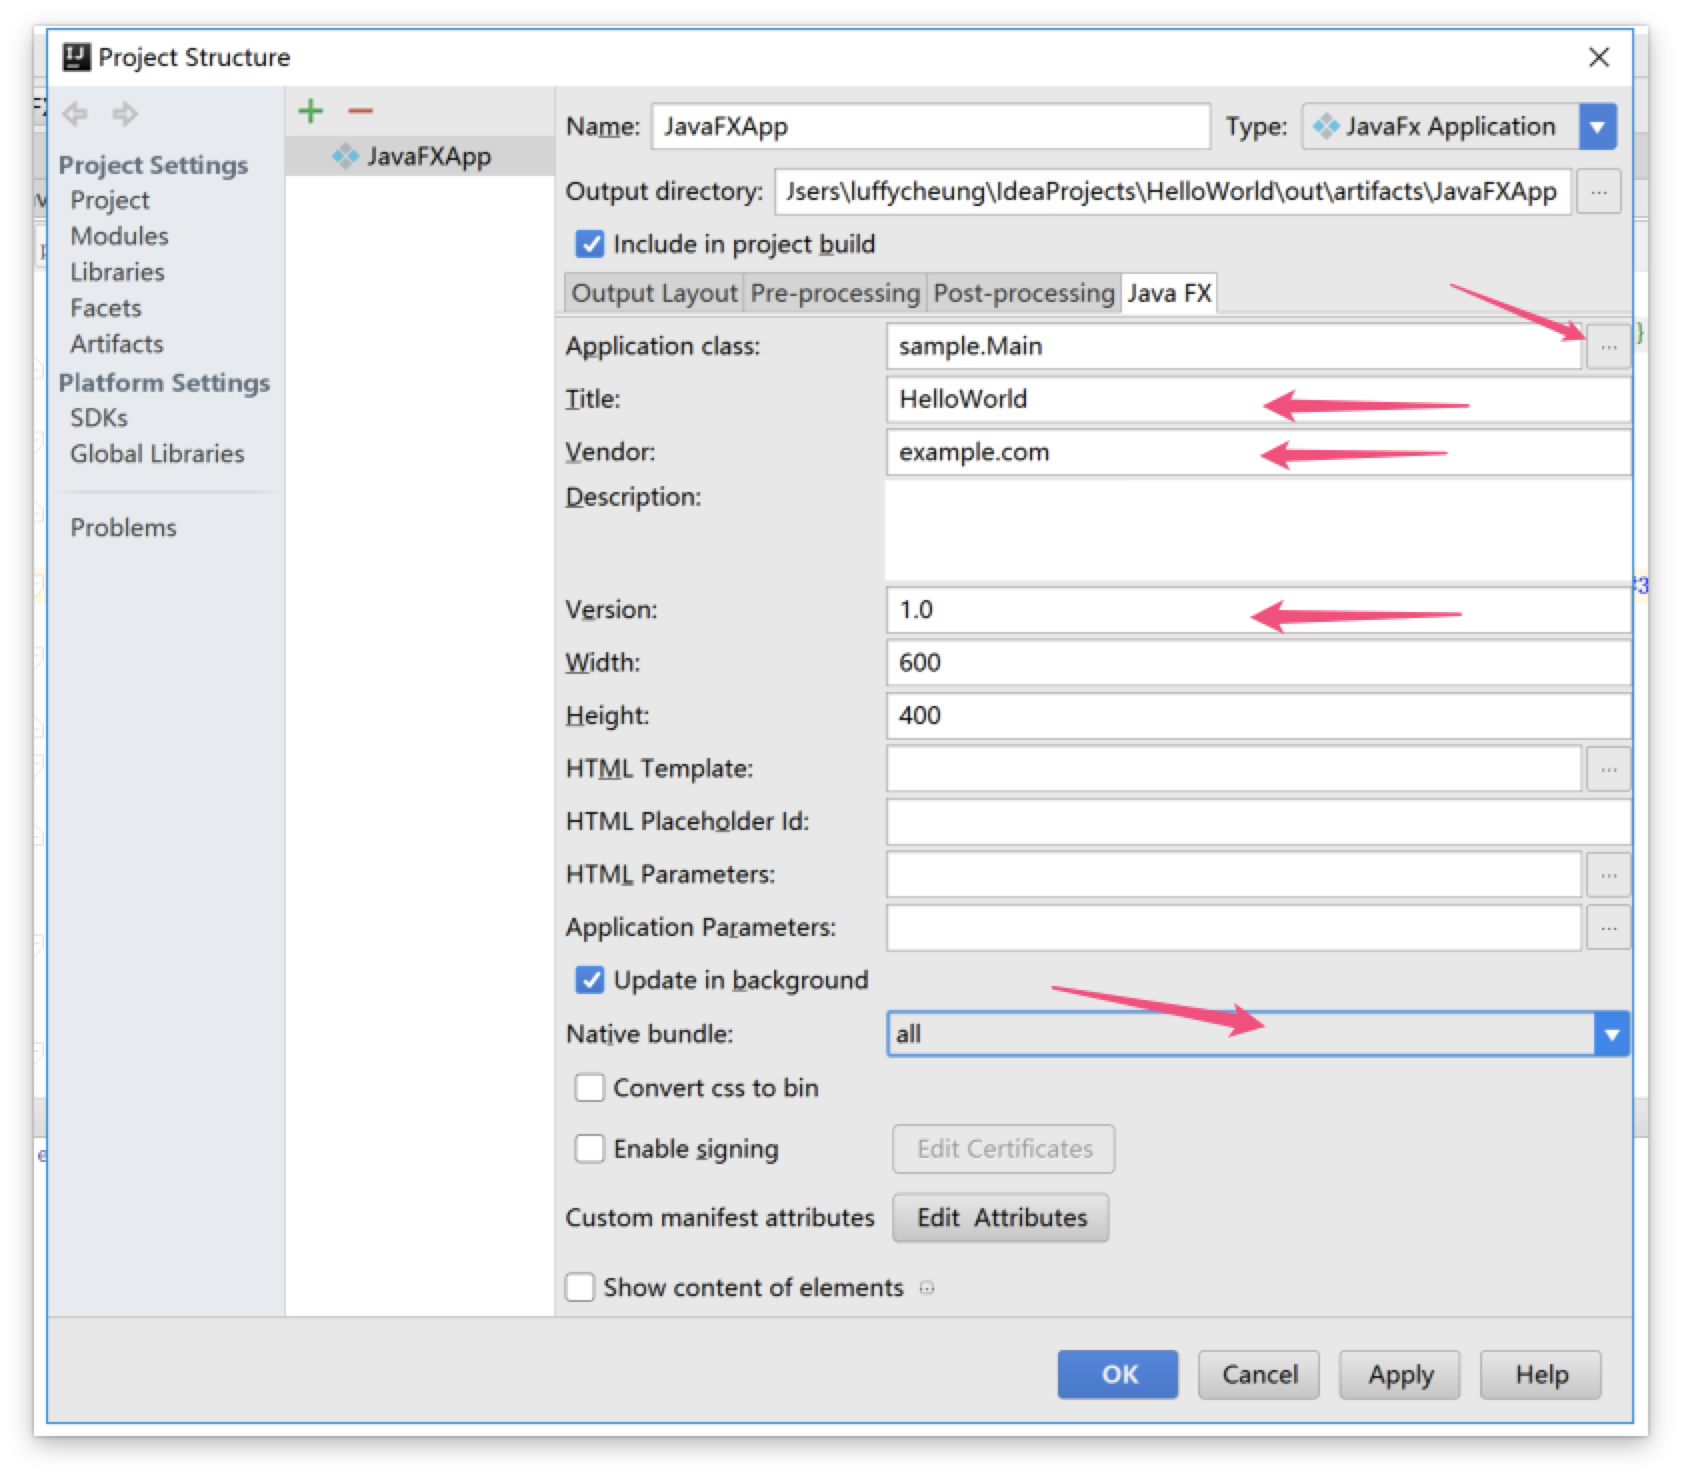 Project Structure
Project Settings
Project
Modules
Libraries
Facets
Artifacts
Platform Settings
SDKs
Global Libraries
Problems
JavaFXApp
Name: JavaFXApp Type: JavaFx Application
Output directory: Jsers\luffycheung\IdeaProjects\HelloWorld\out\artifacts\JavaFXApp ...
Include in project build
Output Layout Pre-processing Post-processing Java FX
Application class: sample.Main ...
Title: HelloWorld
Vendor: example.com
Description:
Version: 1.0
Width: 600
Height: 400
HTML Template: ...
HTML Placeholder Id:
HTML Parameters: ...
Application Parameters: ...
Update in background
Native bundle: all
Convert css to bin
Enable signing Edit Certificates
Custom manifest attributes Edit Attributes
Show content of elements
OK Cancel Apply Help